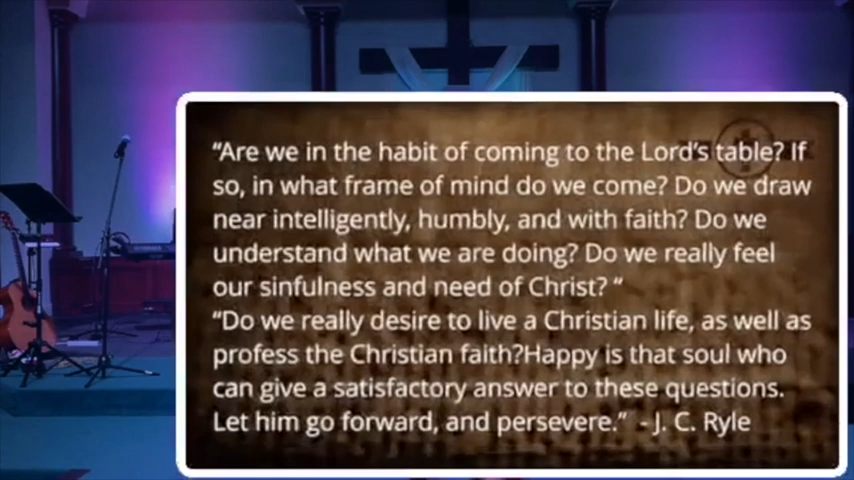 “Are we in the habit of coming to the Lord’s table? If
so, in what frame of mind do we come? Do we draw
near intelligently, humbly, and with faith? Do we
understand what we are doing? Do we really feel
our sinfulness and need of Christ? “
“Do we really desire to live a Christian life, as well as
profess the Christian faith?Happy is that soul who
can give a satisfactory answer to these questions.
Let him go forward, and persevere.”  - J. C. Ryle